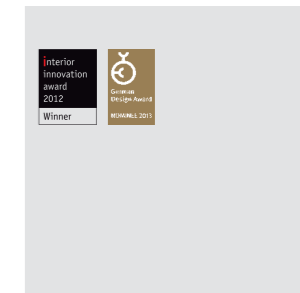 interior
innovation
award
2012
Winner
German
Design Award
NOMINEE 2013